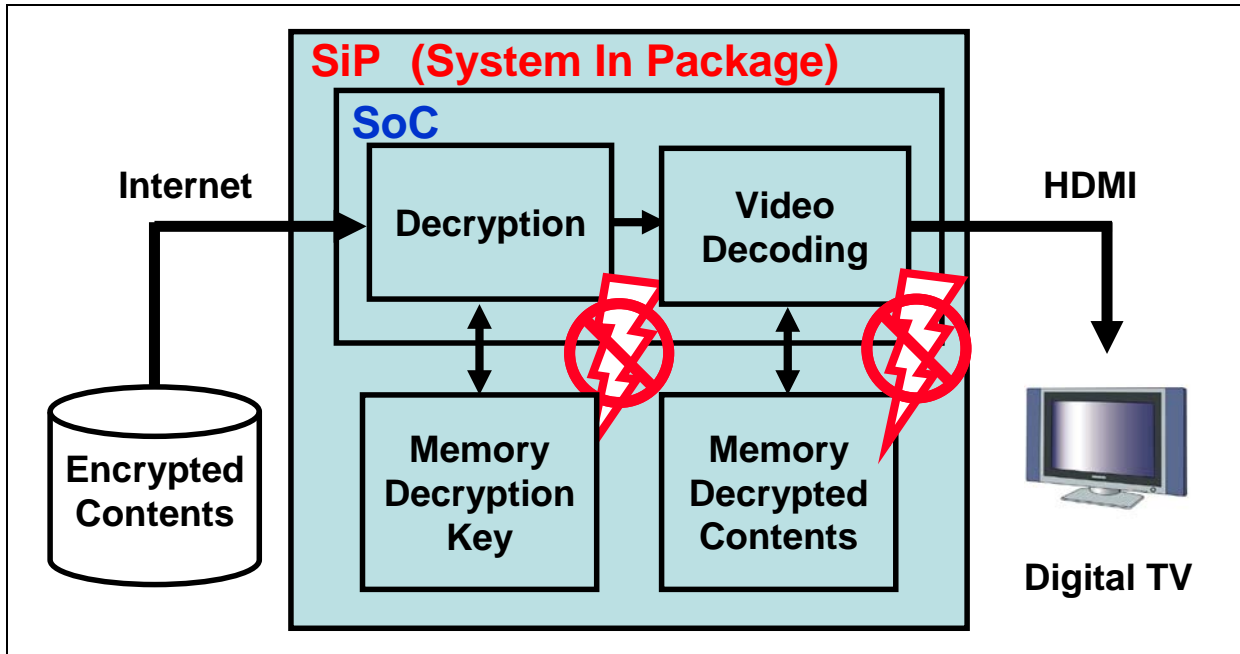 SiP (System In Package)
SoC
Internet
Decryption
Video
Decoding
HDMI
Encrypted
Contents
Memory
Decryption
Key
Memory
Decrypted
Contents
Digital TV